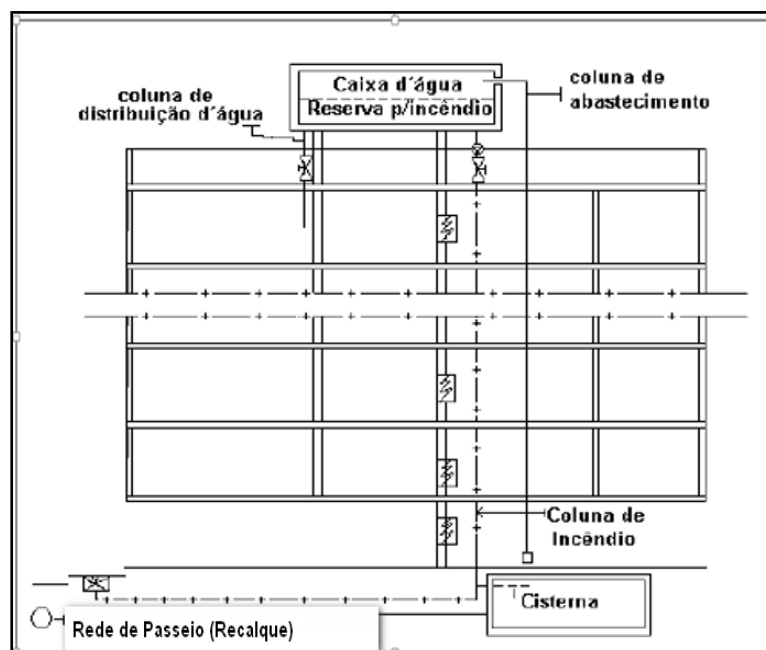 Caixa d´água
Reserva p/incêndio
coluna de
distribuição d´água
coluna de
abastecimento
Coluna de
Incêndio
Cisterna
Rede de Passeio (Recalque)